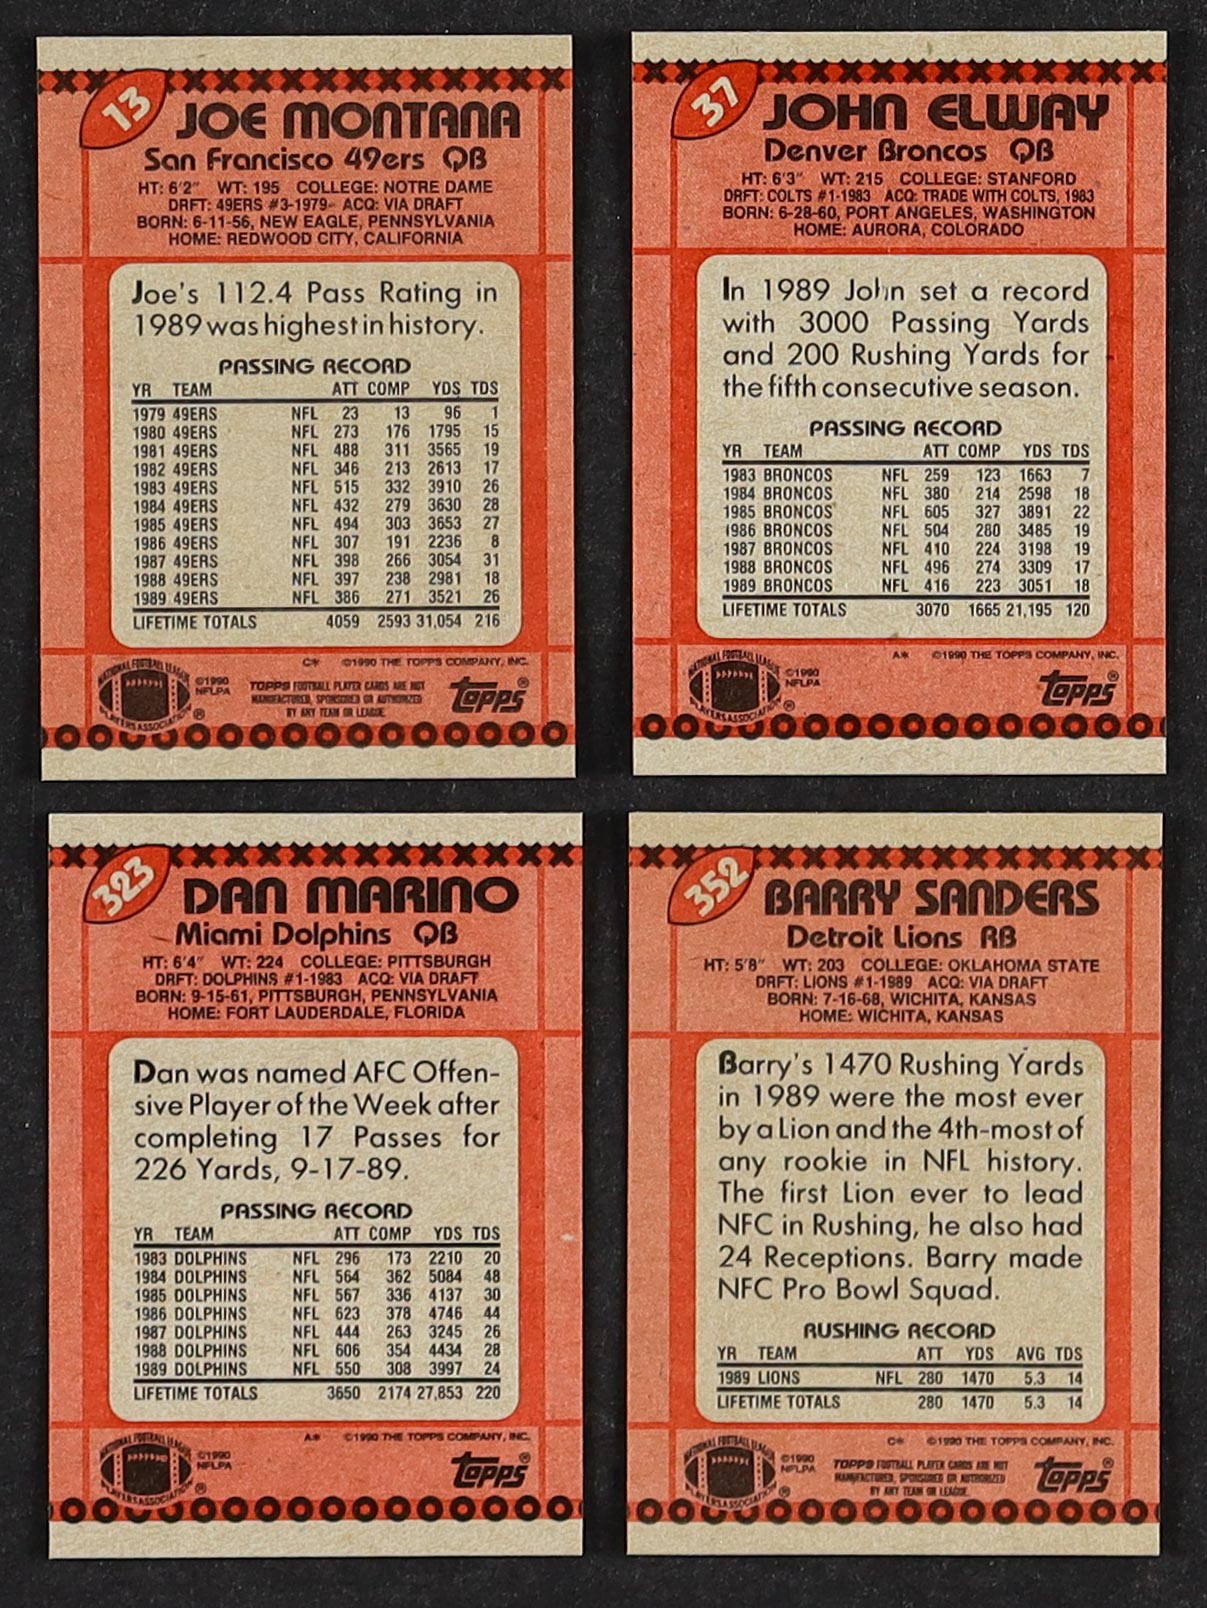 13
JOE MONTANA
San Francisco 49ers QB
HT: 6'2" WT: 195 COLLEGE: NOTRE DAME
DRFT: 49ERS #3-1979- ACQ: VIA DRAFT
BORN: 6-11-56, NEW EAGLE, PENNSYLVANIA
HOME: REDWOOD CITY, CALIFORNIA
Joe's 112.4 Pass Rating in
1989 was highest in history.
PASSING RECORD
YR TEAM ATT COMP YDS TDS
1979 49ERS NFL 23 13 96 1
1980 49ERS NFL 273 176 1795 15
1981 49ERS NFL 488 311 3565 19
1982 49ERS NFL 346 213 2613 17
1983 49ERS NFL 515 332 3910 26
1984 49ERS NFL 432 279 3630 28
1985 49ERS NFL 494 303 3653 27
1986 49ERS NFL 307 191 2236 8
1987 49ERS NFL 398 266 3054 31
1988 49ERS NFL 397 238 2981 18
1989 49ERS NFL 386 271 3521 26
LIFETIME TOTALS 4059 2593 31,054 216
C* ©1990 THE TOPPS COMPANY, INC.
NATIONAL FOOTBALL LEAGUE
PLAYERS ASSOCIATION ®
©1990
NFLPA
TOPPS FOOTBALL PLAYER CARDS ARE NOT
MANUFACTURED, SPONSORED OR AUTHORIZED
BY ANY TEAM OR LEAGUE.
Topps®
37
JOHN ELWAY
Denver Broncos QB
HT: 6'3" WT: 215 COLLEGE: STANFORD
DRFT: COLTS #1-1983 ACQ: TRADE WITH COLTS, 1983
BORN: 6-28-60, PORT ANGELES, WASHINGTON
HOME: AURORA, COLORADO
In 1989 John set a record
with 3000 Passing Yards
and 200 Rushing Yards for
the fifth consecutive season.
PASSING RECORD
YR TEAM ATT COMP YDS TDS
1983 BRONCOS NFL 259 123 1663 7
1984 BRONCOS NFL 380 214 2598 18
1985 BRONCOS NFL 605 327 3891 22
1986 BRONCOS NFL 504 280 3485 19
1987 BRONCOS NFL 410 224 3198 19
1988 BRONCOS NFL 496 274 3309 17
1989 BRONCOS NFL 416 223 3051 18
LIFETIME TOTALS 3070 1665 21,195 120
A* ©1990 THE TOPPS COMPANY, INC.
NATIONAL FOOTBALL LEAGUE
PLAYERS ASSOCIATION ®
©1990
NFLPA
Topps®
323
DAN MARINO
Miami Dolphins QB
HT: 6'4" WT: 224 COLLEGE: PITTSBURGH
DRFT: DOLPHINS #1-1983 ACQ: VIA DRAFT
BORN: 9-15-61, PITTSBURGH, PENNSYLVANIA
HOME: FORT LAUDERDALE, FLORIDA
Dan was named AFC Offen-
sive Player of the Week after
completing 17 Passes for
226 Yards, 9-17-89.
PASSING RECORD
YR TEAM ATT COMP YDS TDS
1983 DOLPHINS NFL 296 173 2210 20
1984 DOLPHINS NFL 564 362 5084 48
1985 DOLPHINS NFL 567 336 4137 30
1986 DOLPHINS NFL 623 378 4746 44
1987 DOLPHINS NFL 444 263 3245 26
1988 DOLPHINS NFL 606 354 4434 28
1989 DOLPHINS NFL 550 308 3997 24
LIFETIME TOTALS 3650 2174 27,853 220
A* ©1990 THE TOPPS COMPANY, INC.
NATIONAL FOOTBALL LEAGUE
PLAYERS ASSOCIATION ®
©1990
NFLPA
Topps®
352
BARRY SANDERS
Detroit Lions RB
HT: 5'8" WT: 203 COLLEGE: OKLAHOMA STATE
DRFT: LIONS #1-1989 ACQ: VIA DRAFT
BORN: 7-16-68, WICHITA, KANSAS
HOME: WICHITA, KANSAS
Barry's 1470 Rushing Yards
in 1989 were the most ever
by a Lion and the 4th-most of
any rookie in NFL history.
The first Lion ever to lead
NFC in Rushing, he also had
24 Receptions. Barry made
NFC Pro Bowl Squad.
RUSHING RECORD
YR TEAM ATT YDS AVG TDS
1989 LIONS NFL 280 1470 5.3 14
LIFETIME TOTALS 280 1470 5.3 14
C* ©1990 THE TOPPS COMPANY, INC.
NATIONAL FOOTBALL LEAGUE
PLAYERS ASSOCIATION ®
©1990
NFLPA
TOPPS FOOTBALL PLAYER CARDS ARE NOT
MANUFACTURED, SPONSORED OR AUTHORIZED
BY ANY TEAM OR LEAGUE.
Topps®